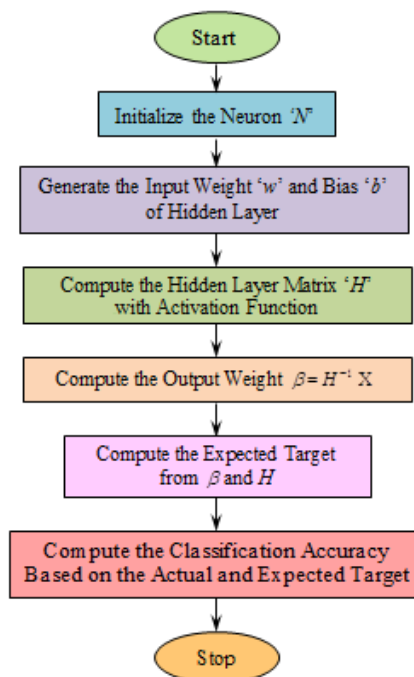 Start
Initialize the Neuron ‘N’
Generate the Input Weight ‘w’ and Bias ‘b’
of Hidden Layer
Compute the Hidden Layer Matrix ‘H’
with Activation Function
Compute the Output Weight β = H⁻¹ X
Compute the Expected Target
from β and H
Compute the Classification Accuracy
Based on the Actual and Expected Target
Stop